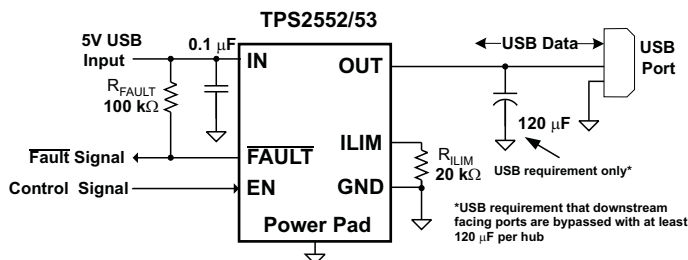 TPS2552/53
5V USB
Input
0.1 μF
IN
OUT
USB Data
USB
Port
R_FAULT
100 kΩ
120 μF
USB requirement only*
Fault Signal
FAULT
ILIM
R_ILIM
20 kΩ
Control Signal
EN
GND
Power Pad
*USB requirement that downstream
facing ports are bypassed with at least
120 μF per hub